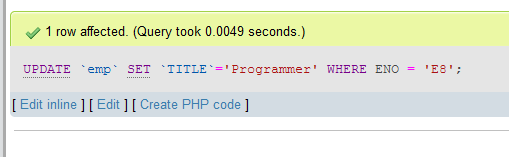 1 row affected. (Query took 0.0049 seconds.)
UPDATE `emp` SET `TITLE`='Programmer' WHERE ENO = 'E8';
[ Edit inline ] [ Edit ] [ Create PHP code ]